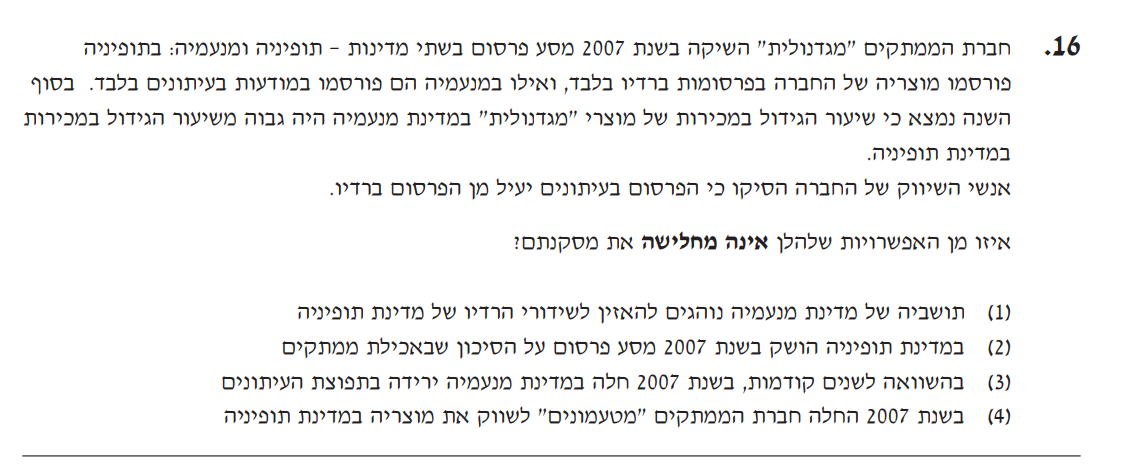 16. חברת הממתקים "מגדנולית" השיקה בשנת 2007 מסע פרסום בשתי מדינות – תופיניה ומנעמיה: בתופיניה
פורסמו מוצריה של החברה בפרסומות ברדיו בלבד, ואילו במנעמיה הם פורסמו במודעות בעיתונים בלבד. בסוף
השנה נמצא כי שיעור הגידול במכירות של מוצרי "מגדנולית" במדינת מנעמיה היה גבוה משיעור הגידול במכירות
במדינת תופיניה.
אנשי השיווק של החברה הסיקו כי הפרסום בעיתונים יעיל מן הפרסום ברדיו.
איזו מן האפשרויות שלהלן אינה מחלישה את מסקנתם?
(1) תושביה של מדינת מנעמיה נוהגים להאזין לשידורי הרדיו של מדינת תופיניה
(2) במדינת תופיניה הושק בשנת 2007 מסע פרסום על הסיכון שבאכילת ממתקים
(3) בהשוואה לשנים קודמות, בשנת 2007 חלה במדינת מנעמיה ירידה בתפוצת העיתונים
(4) בשנת 2007 החלה חברת הממתקים "מטעמונים" לשווק את מוצריה במדינת תופיניה